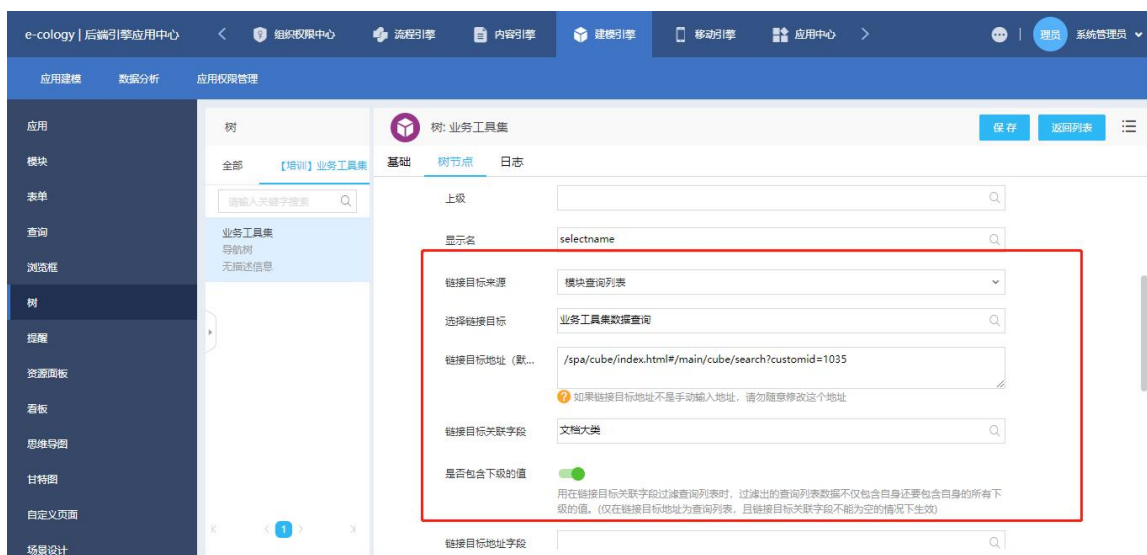 e-cology | 后端引擎应用中心
组织权限中心
流程引擎
内容引擎
建模引擎
移动引擎
应用中心
理员
系统管理员
应用建模
数据分析
应用权限管理
应用
模块
表单
查询
浏览框
树
提醒
资源面板
看板
思维导图
甘特图
自定义页面
场景设计
树
全部
【培训】业务工具集
请输入关键字搜索
业务工具集
导航树
无描述信息
1
树: 业务工具集
保存
返回列表
基础
树节点
日志
上级
显示名
selectname
链接目标来源
模块查询列表
选择链接目标
业务工具集数据查询
链接目标地址（默...
/spa/cube/index.html#/main/cube/search?customid=1035
如果链接目标地址不是手动输入地址，请勿随意修改这个地址
链接目标关联字段
文档大类
是否包含下级的值
用在链接目标关联字段过滤查询列表时，过滤出的查询列表数据不仅包含自身还要包含自身的所有下
级的值。(仅在链接目标地址为查询列表，且链接目标关联字段不能为空的情况下生效)
链接目标地址字段